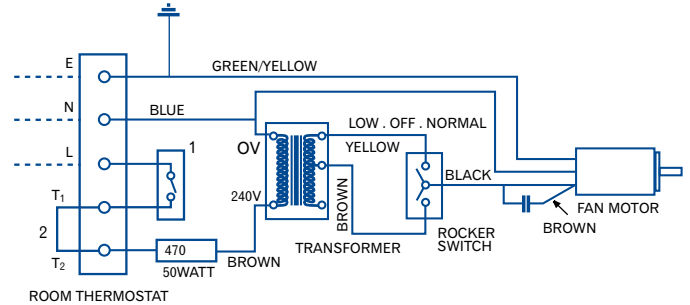 E
GREEN/YELLOW
N
BLUE
LOW . OFF . NORMAL
L
1
OV
YELLOW
T1
240V
BROWN
BLACK
2
FAN MOTOR
BROWN
T2
470
50WATT
BROWN
TRANSFORMER
ROCKER
SWITCH
ROOM THERMOSTAT